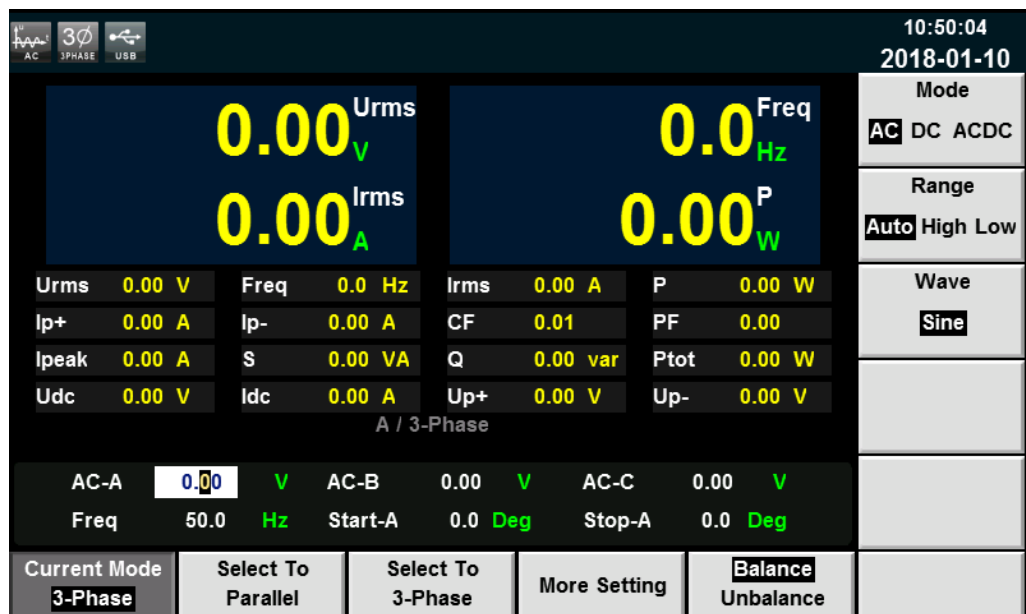 AC
3Ø
3PHASE
USB
10:50:04
2018-01-10
0.00 Urms V
0.0 Freq Hz
0.00 Irms A
0.00 P W
Urms 0.00 V Freq 0.0 Hz Irms 0.00 A P 0.00 W
Ip+ 0.00 A Ip- 0.00 A CF 0.01 PF 0.00
Ipeak 0.00 A S 0.00 VA Q 0.00 var Ptot 0.00 W
Udc 0.00 V Idc 0.00 A Up+ 0.00 V Up- 0.00 V
A / 3-Phase
AC-A 0.00 V AC-B 0.00 V AC-C 0.00 V
Freq 50.0 Hz Start-A 0.0 Deg Stop-A 0.0 Deg
Mode
AC DC ACDC
Range
Auto High Low
Wave
Sine
Current Mode
3-Phase
Select To
Parallel
Select To
3-Phase
More Setting
Balance
Unbalance